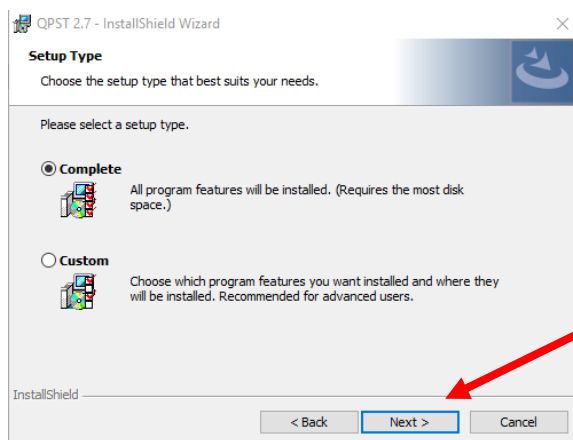 QPST 2.7 - InstallShield Wizard
Setup Type
Choose the setup type that best suits your needs.
Please select a setup type.
Complete
All program features will be installed. (Requires the most disk
space.)
Custom
Choose which program features you want installed and where they
will be installed. Recommended for advanced users.
InstallShield
< Back Next > Cancel